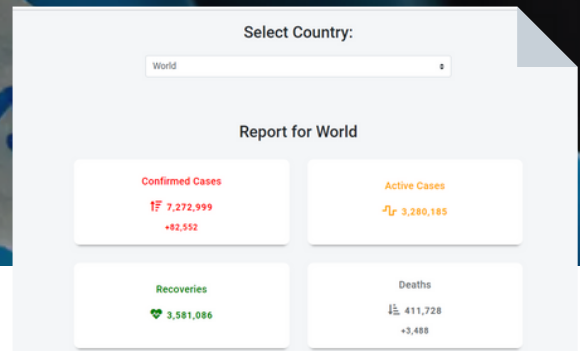 Select Country:
World
Report for World
Confirmed Cases
7,272,999
+82,552
Active Cases
3,280,185
Recoveries
3,581,086
Deaths
411,728
+3,488